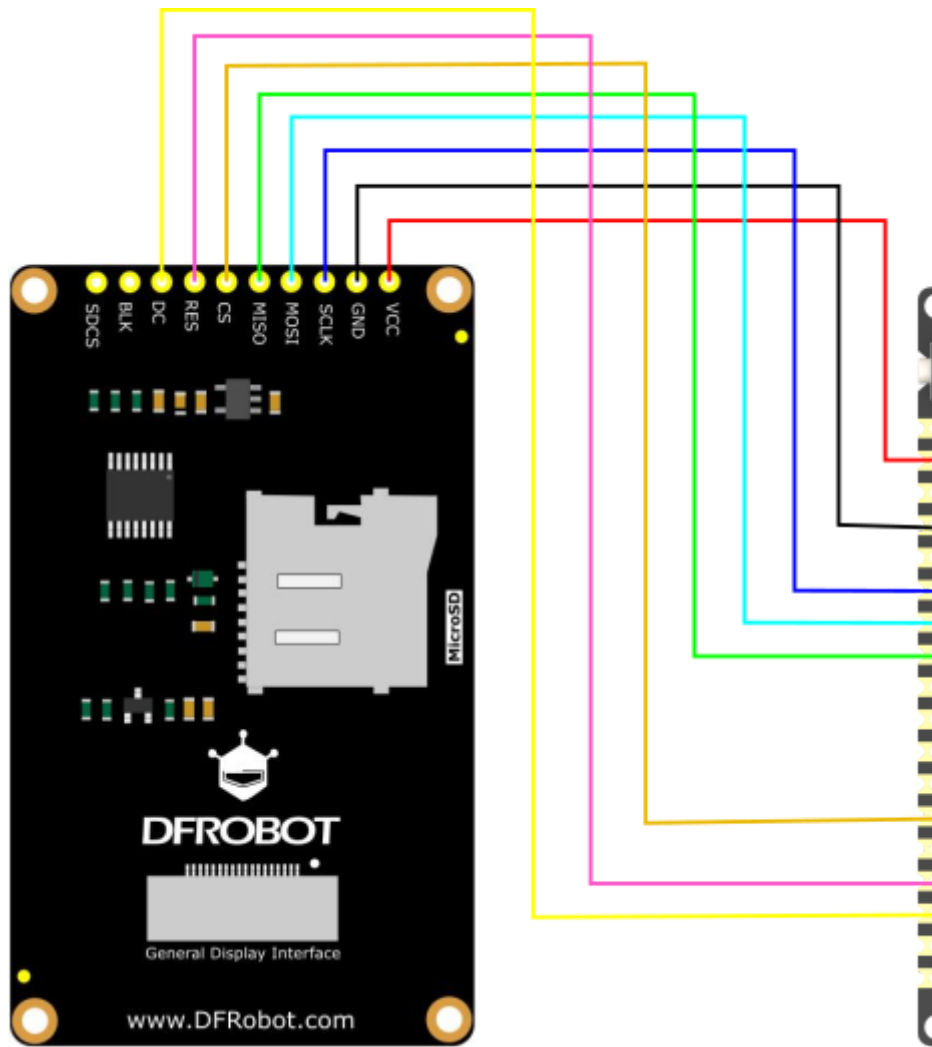 SDCS
BLK
DC
RES
CS
MISO
MOSI
SCLK
GND
VCC
MicroSD
DFROBOT
General Display Interface
www.DFRobot.com